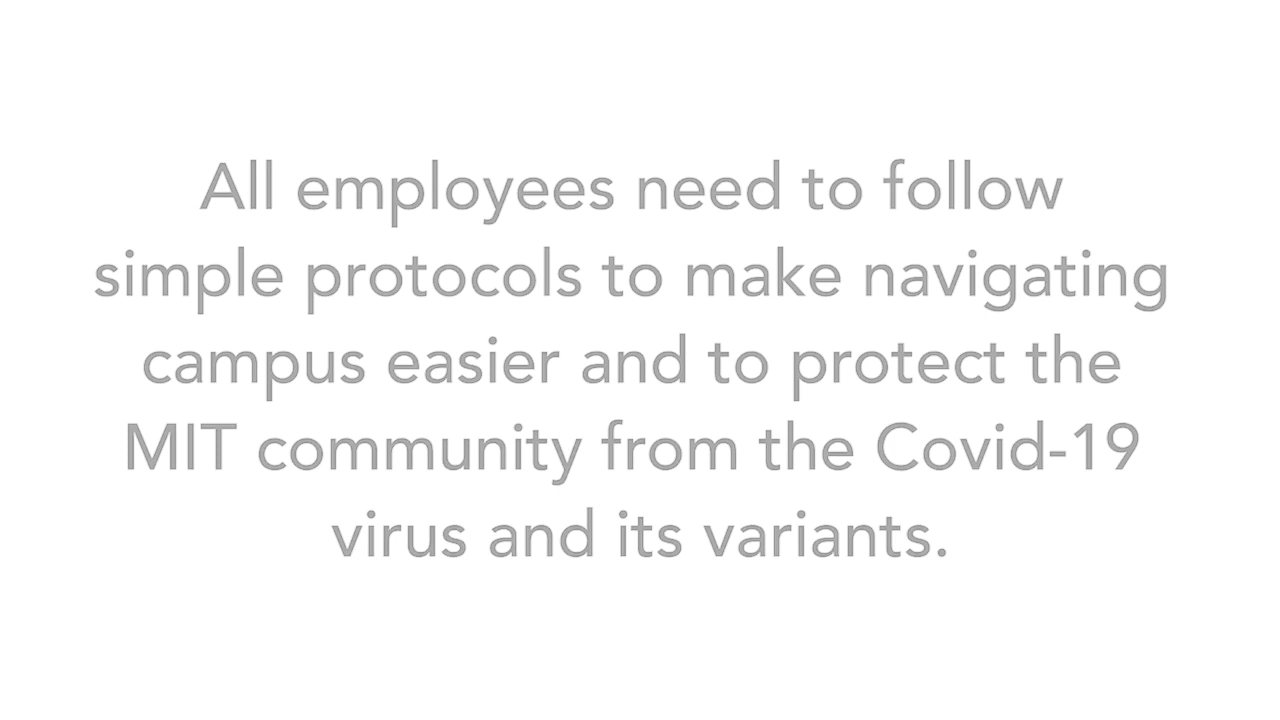 All employees need to follow
simple protocols to make navigating
campus easier and to protect the
MIT community from the Covid-19
virus and its variants.